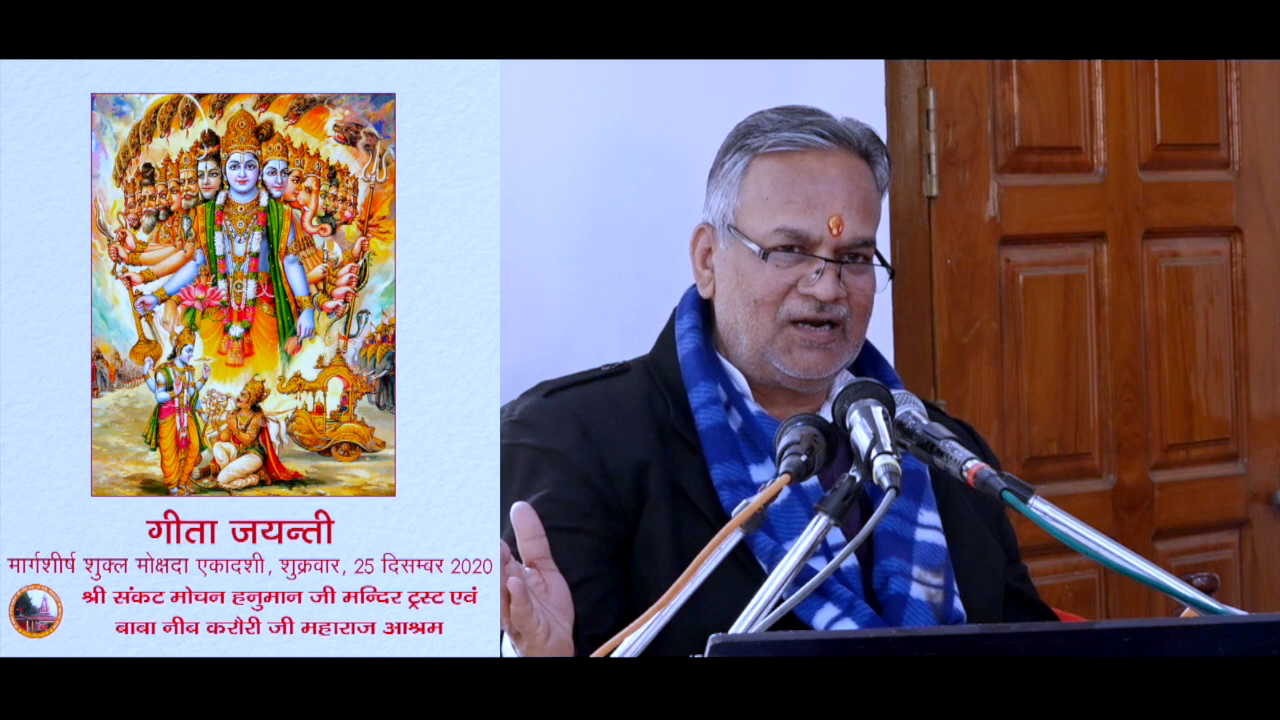 गीता जयन्ती
मार्गशीर्ष शुक्ल मोक्षदा एकादशी, शुक्रवार, 25 दिसम्वर 2020
श्री संकट मोचन हनुमान जी मन्दिर ट्रस्ट एवं
बाबा नीब करौरी जी महाराज आश्रम